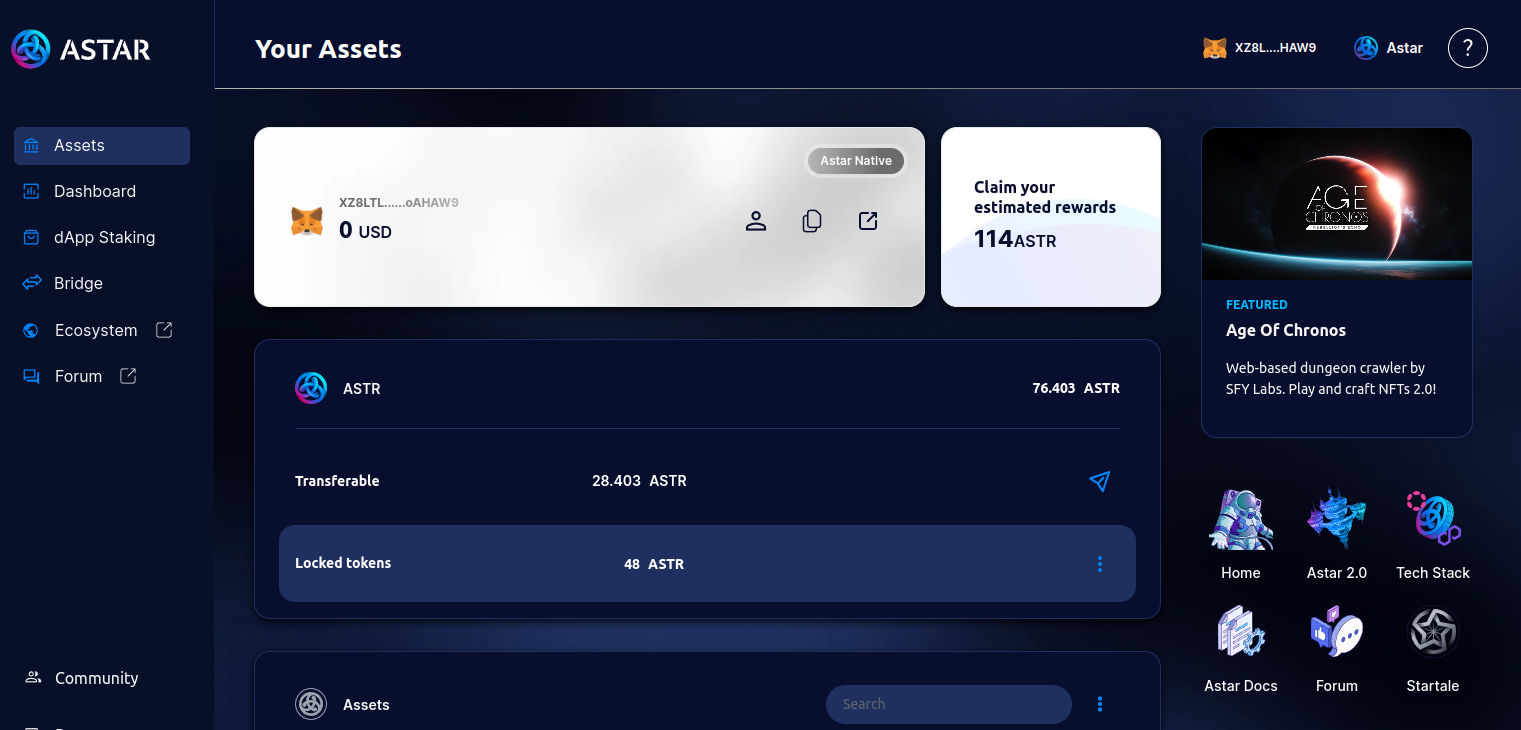 ASTAR
Your Assets
XZ8L....HAW9
Astar
?
Assets
Dashboard
dApp Staking
Bridge
Ecosystem
Forum
Community
Astar Native
XZ8LTL......oAHAW9
0 USD
Claim your
estimated rewards
114ASTR
ASTR
76.403 ASTR
Transferable
28.403 ASTR
Locked tokens
48 ASTR
Assets
Search
AGE
OF
CHRONOS
REBELLION'S ECHO
FEATURED
Age Of Chronos
Web-based dungeon crawler by
SFY Labs. Play and craft NFTs 2.0!
Home
Astar 2.0
Tech Stack
Astar Docs
Forum
Startale